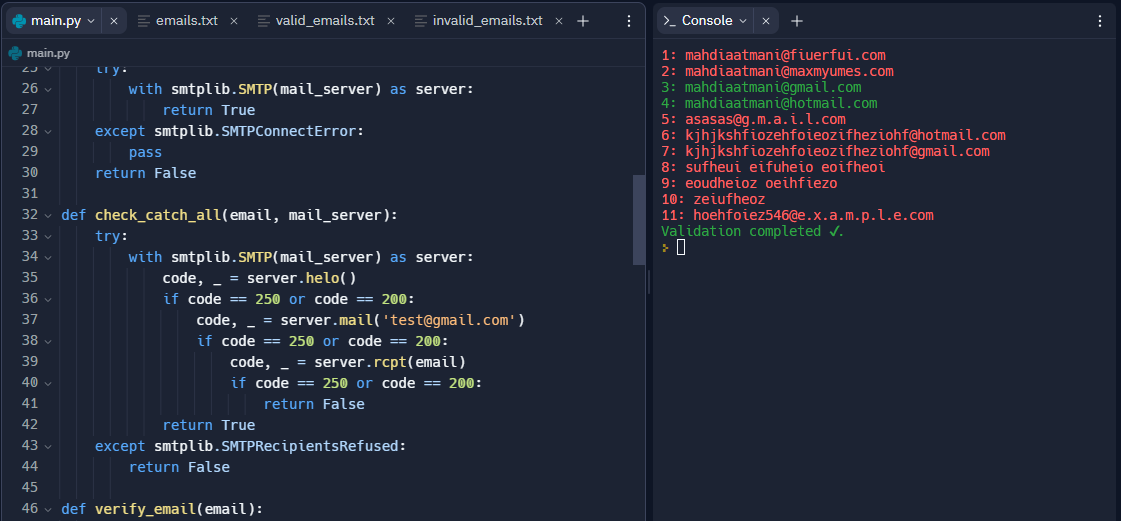 main.py
emails.txt
valid_emails.txt
invalid_emails.txt
main.py
25 try:
26 with smtplib.SMTP(mail_server) as server:
27 return True
28 except smtplib.SMTPConnectError:
29 pass
30 return False
31
32 def check_catch_all(email, mail_server):
33 try:
34 with smtplib.SMTP(mail_server) as server:
35 code, _ = server.helo()
36 if code == 250 or code == 200:
37 code, _ = server.mail('test@gmail.com')
38 if code == 250 or code == 200:
39 code, _ = server.rcpt(email)
40 if code == 250 or code == 200:
41 return False
42 return True
43 except smtplib.SMTPRecipientsRefused:
44 return False
45
46 def verify_email(email):
Console
1: mahdiaatmani@fiuerfui.com
2: mahdiaatmani@maxmyumes.com
3: mahdiaatmani@gmail.com
4: mahdiaatmani@hotmail.com
5: asasas@g.m.a.i.l.com
6: kjhjkshfiozehfoieozifheziohf@hotmail.com
7: kjhjkshfiozehfoieozifheziohf@gmail.com
8: sufheui eifuheio eoifheoi
9: eoudheioz oeihfiezo
10: zeiufheoz
11: hoehfoiez546@e.x.a.m.p.l.e.com
Validation completed ✓.